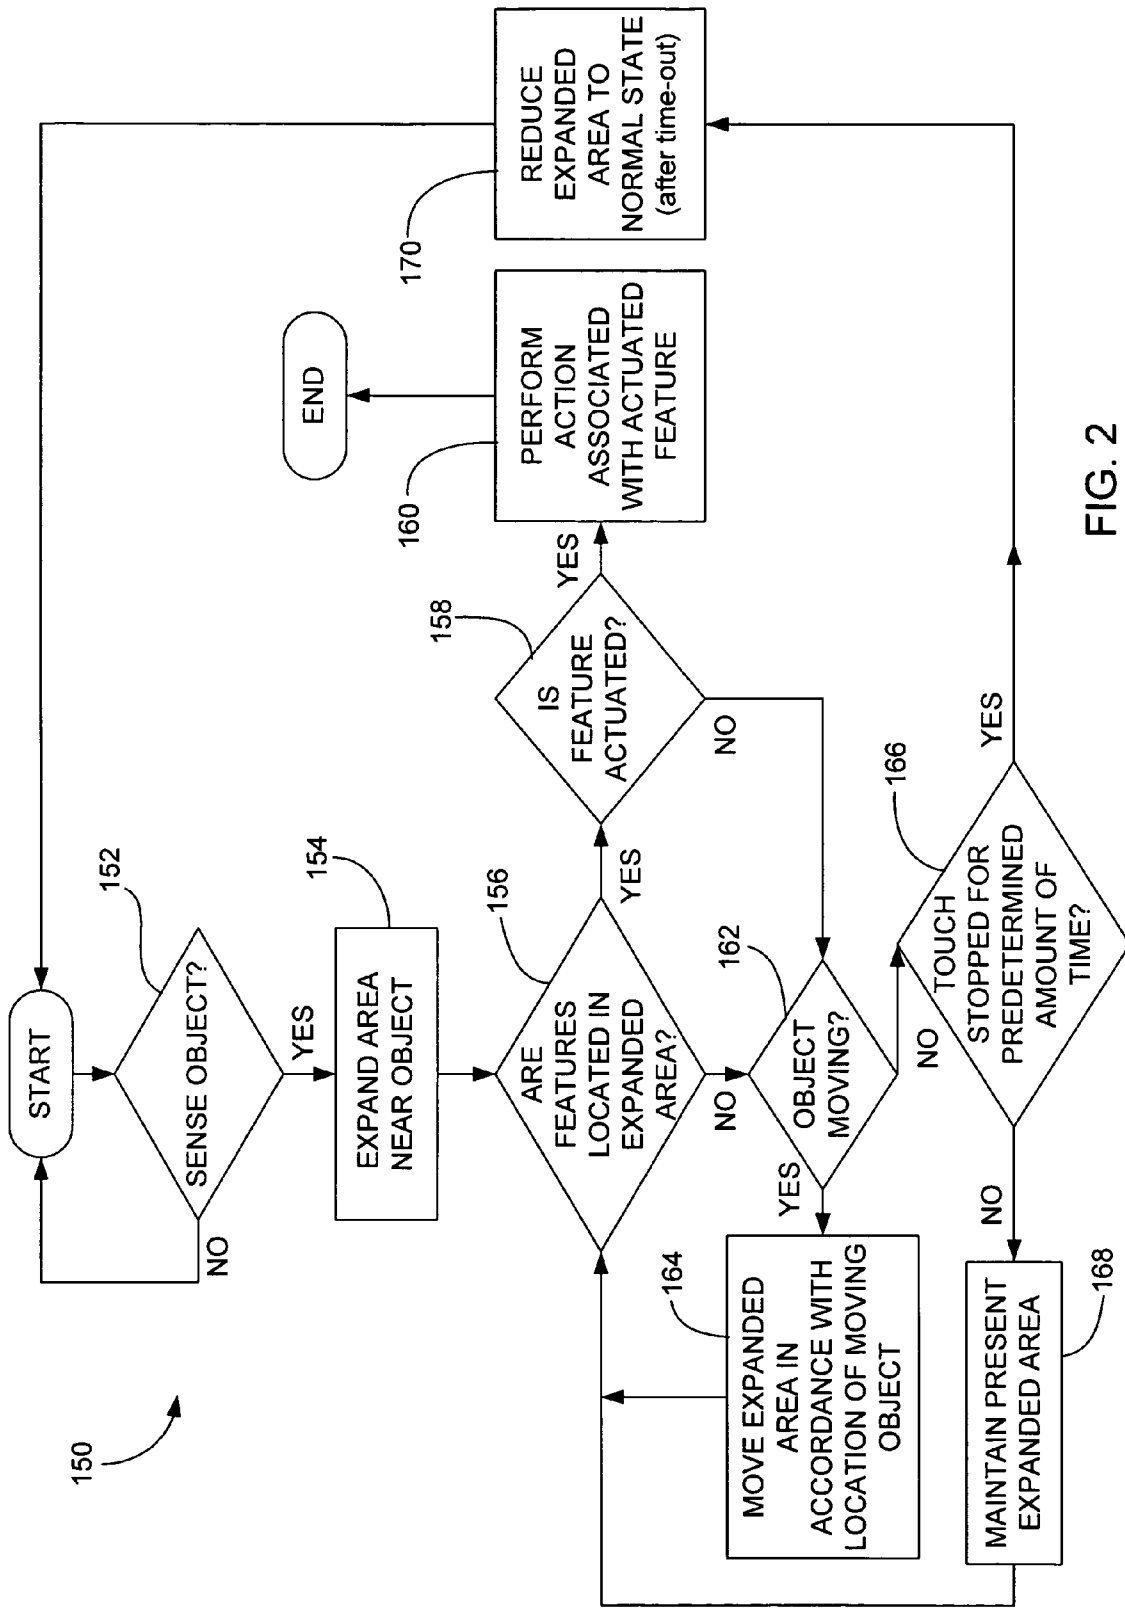 150
START
152
SENSE OBJECT?
NO
YES
154
EXPAND AREA
NEAR OBJECT
156
ARE
FEATURES
LOCATED IN
EXPANDED
AREA?
YES
NO
158
IS
FEATURE
ACTUATED?
YES
NO
160
PERFORM
ACTION
ASSOCIATED
WITH ACTUATED
FEATURE
END
162
OBJECT
MOVING?
YES
NO
164
MOVE EXPANDED
AREA IN
ACCORDANCE WITH
LOCATION OF MOVING
OBJECT
166
TOUCH
STOPPED FOR
PREDETERMINED
AMOUNT OF
TIME?
NO
YES
168
MAINTAIN PRESENT
EXPANDED AREA
170
REDUCE
EXPANDED
AREA TO
NORMAL STATE
(after time-out)
FIG. 2